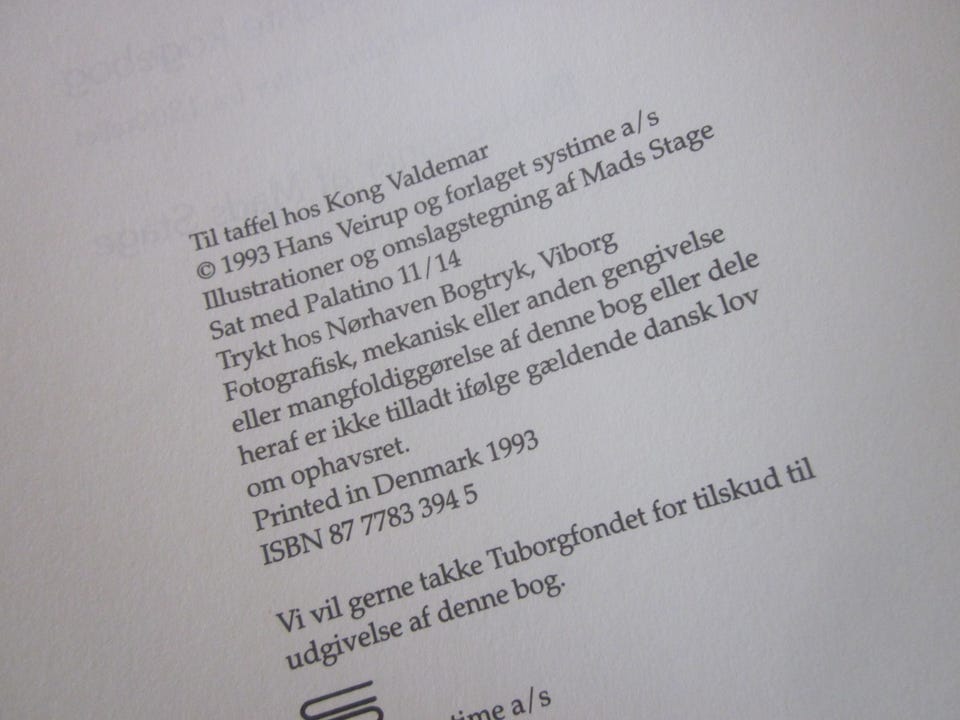 Til taffel hos Kong Valdemar
© 1993 Hans Veirup og forlaget systime a/s
Illustrationer og omslagstegning af Mads Stage
Sat med Palatino 11/14
Trykt hos Nørhaven Bogtryk, Viborg
Fotografisk, mekanisk eller anden gengivelse
eller mangfoldiggørelse af denne bog eller dele
heraf er ikke tilladt ifølge gældende dansk lov
om ophavsret.
Printed in Denmark 1993
ISBN 87 7783 394 5
Vi vil gerne takke Tuborgfondet for tilskud til
udgivelse af denne bog.
a/s